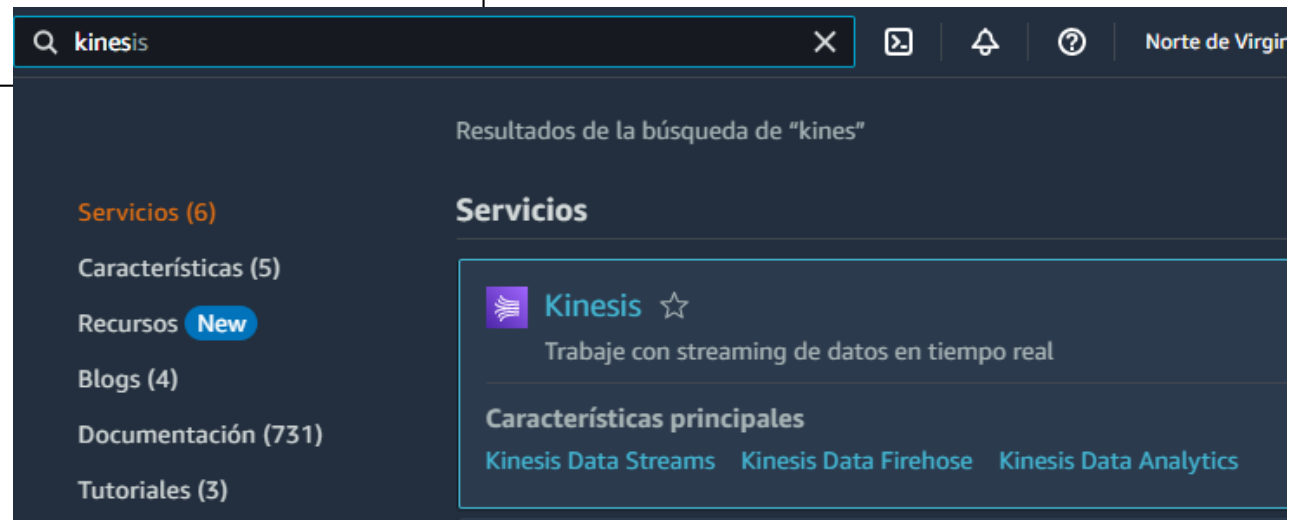 kinesis
Norte de Virgin
Resultados de la búsqueda de "kines"
Servicios (6)
Servicios
Características (5)
Kinesis
Recursos New
Trabaje con streaming de datos en tiempo real
Blogs (4)
Características principales
Documentación (731)
Kinesis Data Streams Kinesis Data Firehose Kinesis Data Analytics
Tutoriales (3)